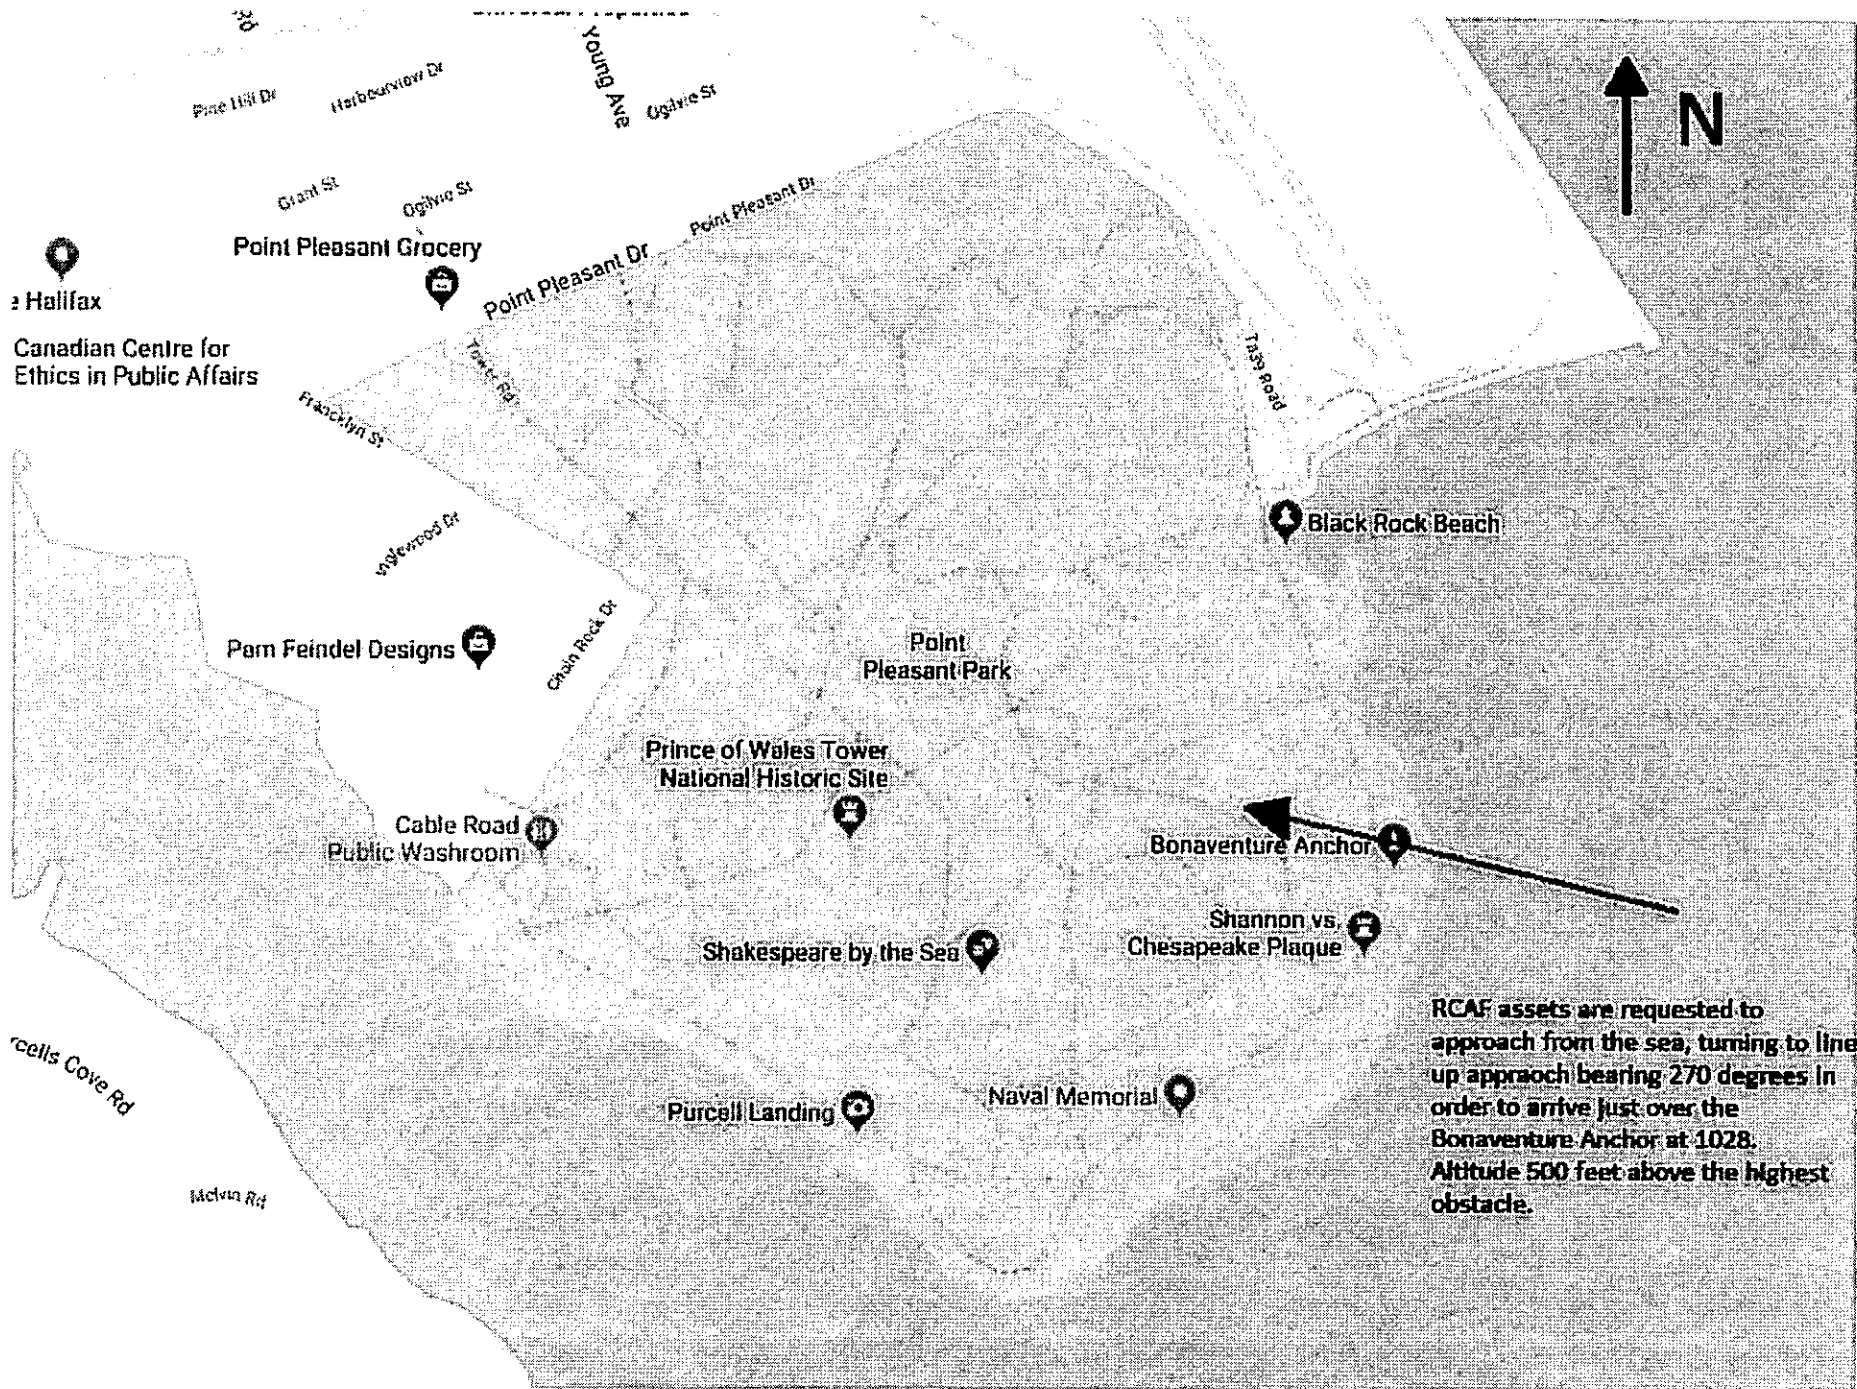 Young Ave
Pine Hill Dr
Harbourview Dr
Ogilvie St
N
Grant St
Ogilvie St
Point Pleasant Dr
Point Pleasant Grocery
Point Pleasant Dr
e Halifax
Canadian Centre for
Ethics in Public Affairs
Tower Rd
Francklyn St
Black Rock Beach
Inglewood Dr
Chain Rock Dr
Pam Feindel Designs
Point
Pleasant Park
Prince of Wales Tower
National Historic Site
Cable Road
Public Washroom
Bonaventure Anchor
Shannon vs.
Chesapeake Plaque
Shakespeare by the Sea
RCAF assets are requested to
approach from the sea, turning to line
up appraoch bearing 270 degrees in
order to arrive just over the
Bonaventure Anchor at 1028.
Altitude 500 feet above the highest
obstacle.
rcells Cove Rd
Naval Memorial
Purcell Landing
Melvin Rd